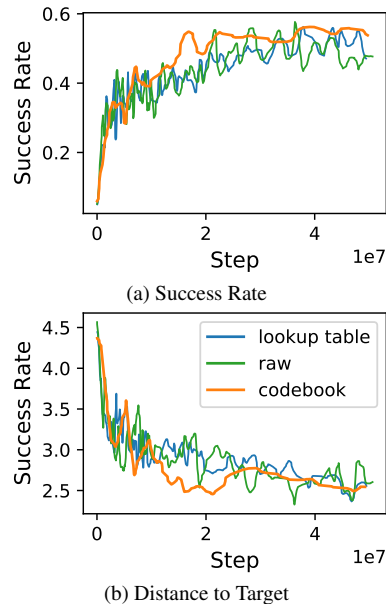 0.6
0.4
0.2
Success Rate
0
2
4
1e7
Step
(a) Success Rate
4.5
4.0
3.5
3.0
2.5
Success Rate
lookup table
raw
codebook
0
2
4
1e7
Step
(b) Distance to Target